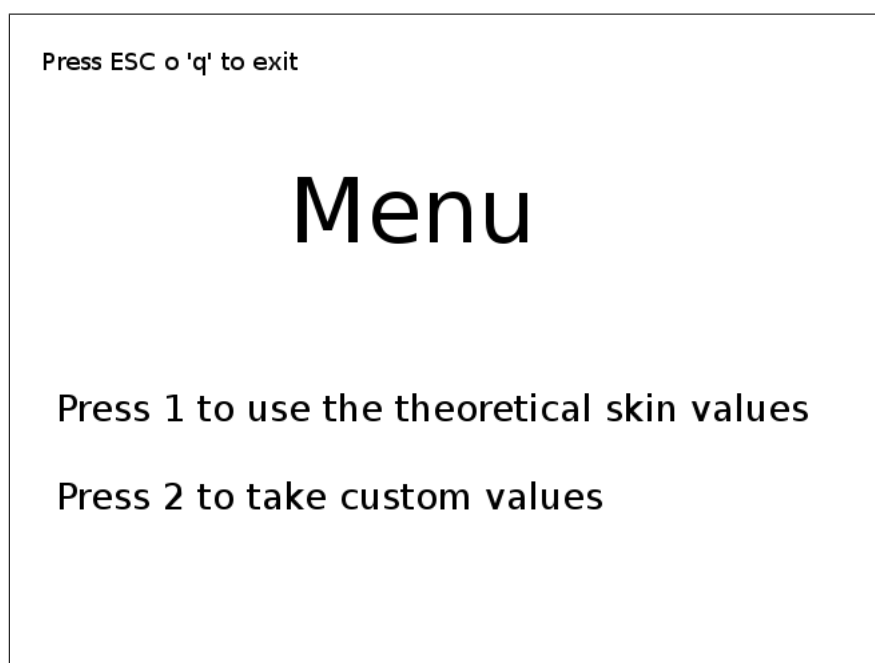 Press ESC o 'q' to exit
Menu
Press 1 to use the theoretical skin values
Press 2 to take custom values